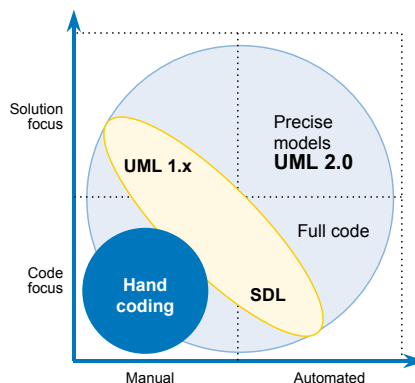 Solution
focus
Precise
models
UML 2.0
UML 1.x
Full code
Code
focus
Hand
coding
SDL
Manual
Automated